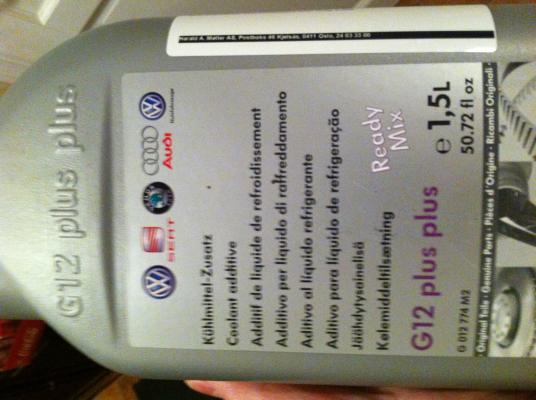 Harald A. Møller AS, Postboks 46 Kjelsås, 0411 Oslo, 24 03 33 00
G12 plus plus
SEAT
Audi
Kühlmittel-Zusatz
Coolant additive
Additif de liquide de refroidissement
Additivo per liquido di raffreddamento
Aditivo al liquido refrigerante
Aditivo para líquido de refrigeração
Jäähdytysainelisä
Kølemiddeltilsætning
Ready
Mix
G12 plus plus
e 1,5L
50.72 fl oz
G 012 774 M2
Original Teile · Genuine Parts · Pièces d'Origine · Ricambi Originali ·